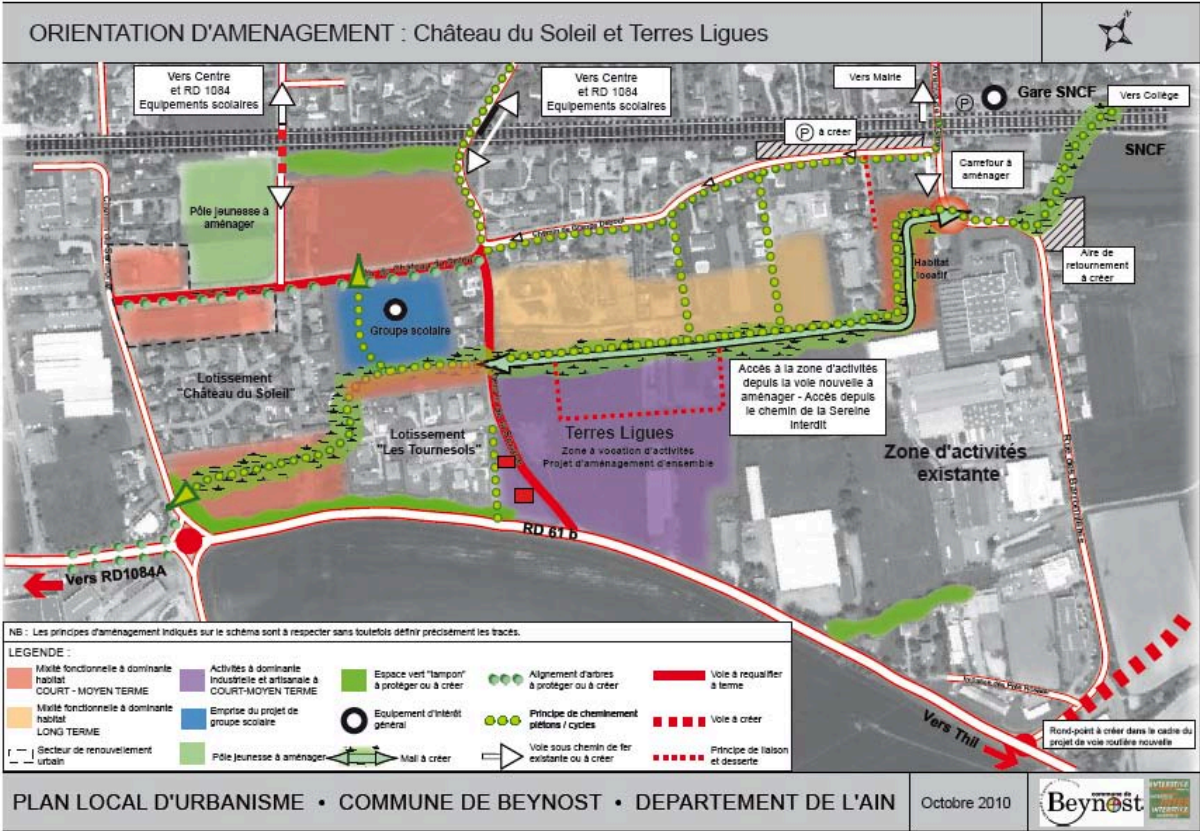 ORIENTATION D'AMENAGEMENT : Château du Soleil et Terres Ligues
Vers Centre
et RD 1084
Equipements scolaires
Vers Centre
et RD 1084
Equipements scolaires
Vers Mairie
P
Gare SNCF
Vers Collège
P à créer
SNCF
Carrefour à
aménager
Pôle jeunesse à
aménager
Aire de
retournement
à créer
Habitat
locatif
Groupe scolaire
Lotissement
"Château du Soleil"
Accès à la zone d'activités
depuis la voie nouvelle à
aménager - Accès depuis
le chemin de la Sereine
interdit
Lotissement
"Les Tournesols"
Terres Ligues
Zone à vocation d'activités
Projet d'aménagement d'ensemble
Zone d'activités
existante
RD 61 b
Vers RD1084A
Vers Thil
Rond-point à créer dans le cadre du
projet de voie routière nouvelle
NB : Les principes d'aménagement indiqués sur le schéma sont à respecter sans toutefois définir précisément les tracés.
LEGENDE :
Mixité fonctionnelle à dominante
habitat
COURT - MOYEN TERME
Mixité fonctionnelle à dominante
habitat
LONG TERME
Secteur de renouvellement
urbain
Activités à dominante
industrielle et artisanale à
COURT-MOYEN TERME
Emprise du projet de
groupe scolaire
Pôle jeunesse à aménager
Espace vert "tampon"
à protéger ou à créer
Equipement d'intérêt
général
Mail à créer
Alignement d'arbres
à protéger ou à créer
Principe de cheminement
piétons / cycles
Voie sous chemin de fer
existante ou à créer
Voie à requalifier
à terme
Voie à créer
Principe de liaison
et desserte
PLAN LOCAL D'URBANISME • COMMUNE DE BEYNOST • DEPARTEMENT DE L'AIN
Octobre 2010
commune de
Beynost